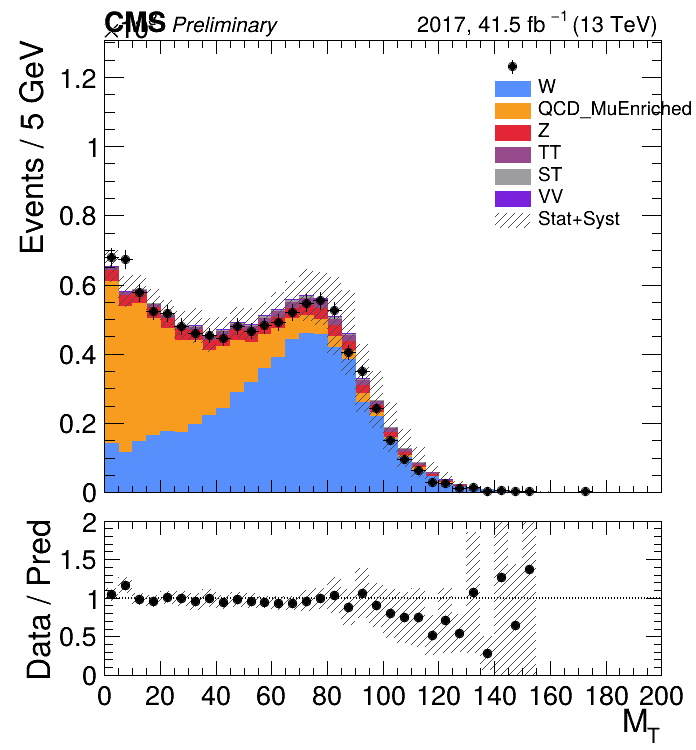 CMS Preliminary 2017, 41.5 fb⁻¹ (13 TeV)
Events / 5 GeV
1.2
1
0.8
0.6
0.4
0.2
0
W
QCD_MuEnriched
Z
TT
ST
VV
Stat+Syst
Data / Pred
2
1.5
1
0.5
0
0 20 40 60 80 100 120 140 160 180 200
M_T